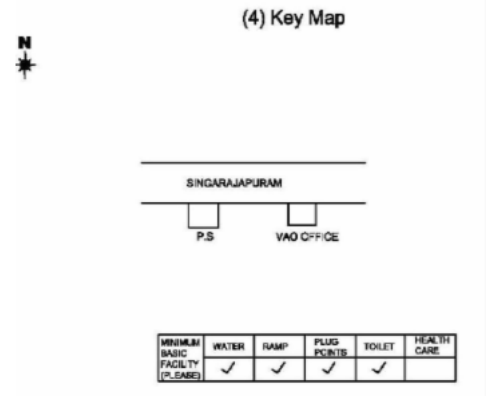 (4) Key Map
N
SINGARAJAPURAM
P.S VAO OFFICE
MINIMUM BASIC FACILITY (PLEASE) WATER RAMP PLUG POINTS TOILET HEALTH CARE
✓ ✓ ✓ ✓